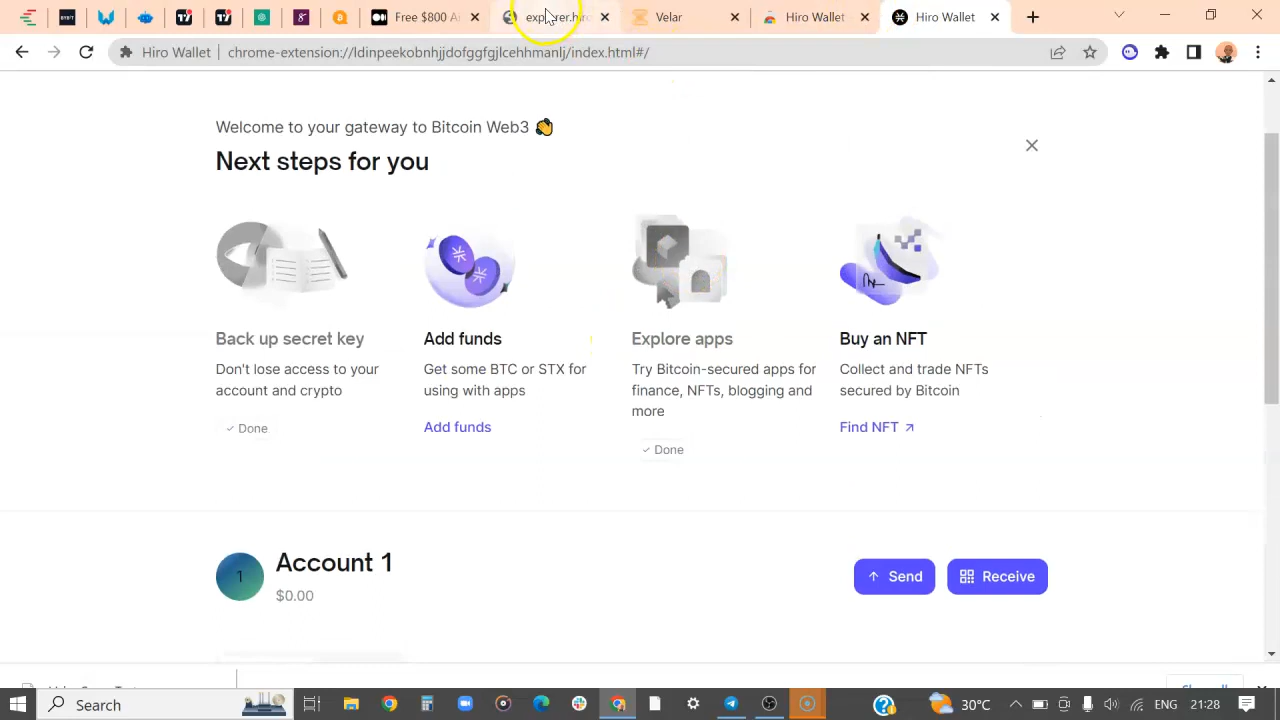 Free $800 A
explorer.hiro
Velar
Hiro Wallet
Hiro Wallet
Hiro Wallet
chrome-extension://ldinpeekobnhjjdofggfgjlcehhmanlj/index.html#/
Welcome to your gateway to Bitcoin Web3 👋
Next steps for you
Back up secret key
Don't lose access to your
account and crypto
Done
Add funds
Get some BTC or STX for
using with apps
Add funds
Explore apps
Try Bitcoin-secured apps for
finance, NFTs, blogging and
more
Done
Buy an NFT
Collect and trade NFTs
secured by Bitcoin
Find NFT ↗
1
Account 1
$0.00
Send
Receive
Search
30°C
ENG
21:28